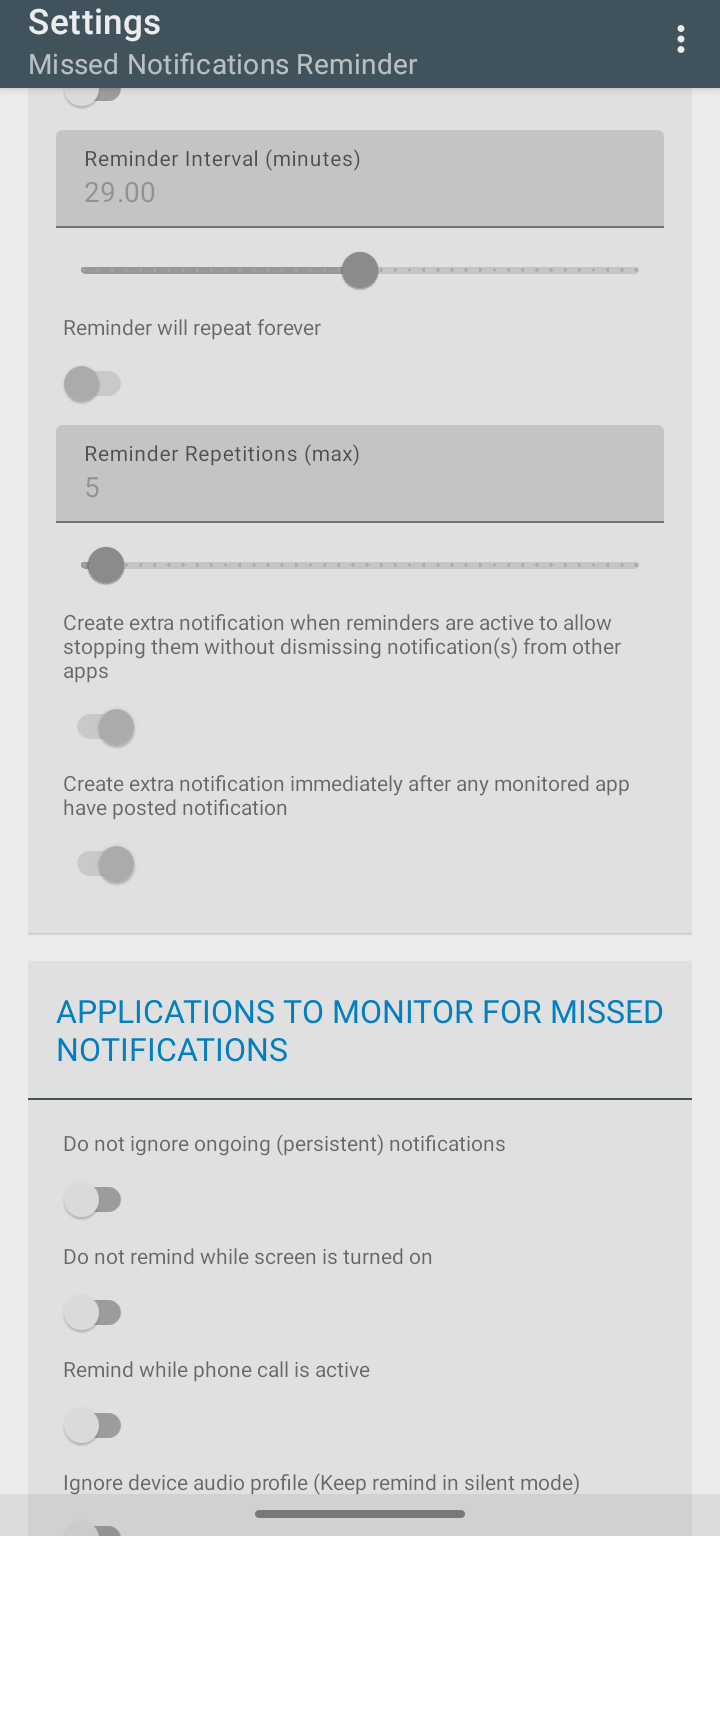 Settings
Missed Notifications Reminder
Reminder Interval (minutes)
29.00
Reminder will repeat forever
Reminder Repetitions (max)
5
Create extra notification when reminders are active to allow
stopping them without dismissing notification(s) from other
apps
Create extra notification immediately after any monitored app
have posted notification
APPLICATIONS TO MONITOR FOR MISSED
NOTIFICATIONS
Do not ignore ongoing (persistent) notifications
Do not remind while screen is turned on
Remind while phone call is active
Ignore device audio profile (Keep remind in silent mode)